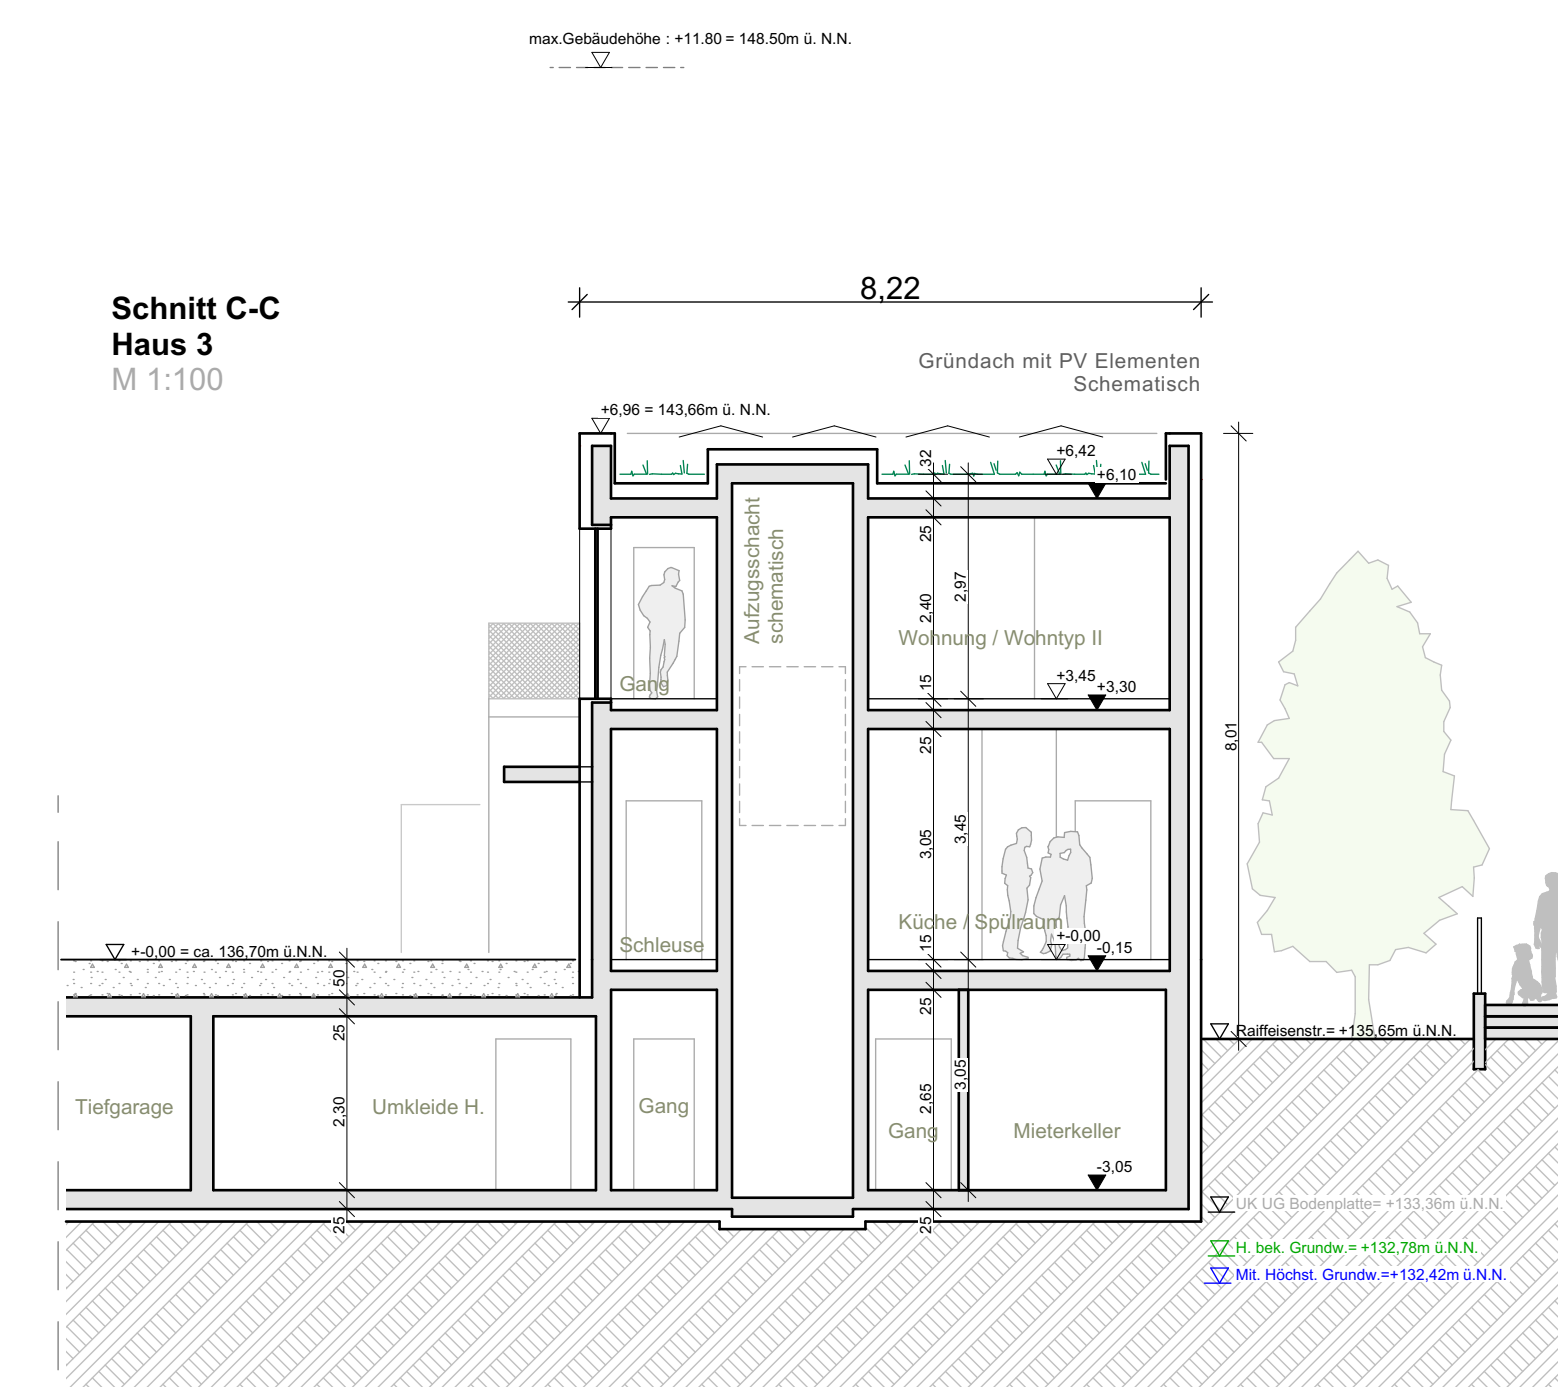 max.Gebäudehöhe : +11.80 = 148.50m ü. N.N.
8,22
Schnitt C-C
Haus 3
M 1:100
Gründach mit PV Elementen
Schematisch
+6,96 = 143,66m ü. N.N.
32
+6,42
+6,10
Aufzugsschacht
schematisch
25
2,40
2,97
Wohnung / Wohntyp II
Gang
15
+3,45
+3,30
25
8,01
3,05
3,45
Küche / Spülraum
Schleuse
15
+-0,00
-0,15
+-0,00 = ca. 136,70m ü.N.N.
50
25
25
Raiffeisenstr.= +135,65m ü.N.N.
2,30
2,65
3,05
Tiefgarage
Umkleide H.
Gang
Gang
Mieterkeller
-3,05
25
25
UK UG Bodenplatte= +133,36m ü.N.N.
H. bek. Grundw.= +132,78m ü.N.N.
Mit. Höchst. Grundw.=+132,42m ü.N.N.